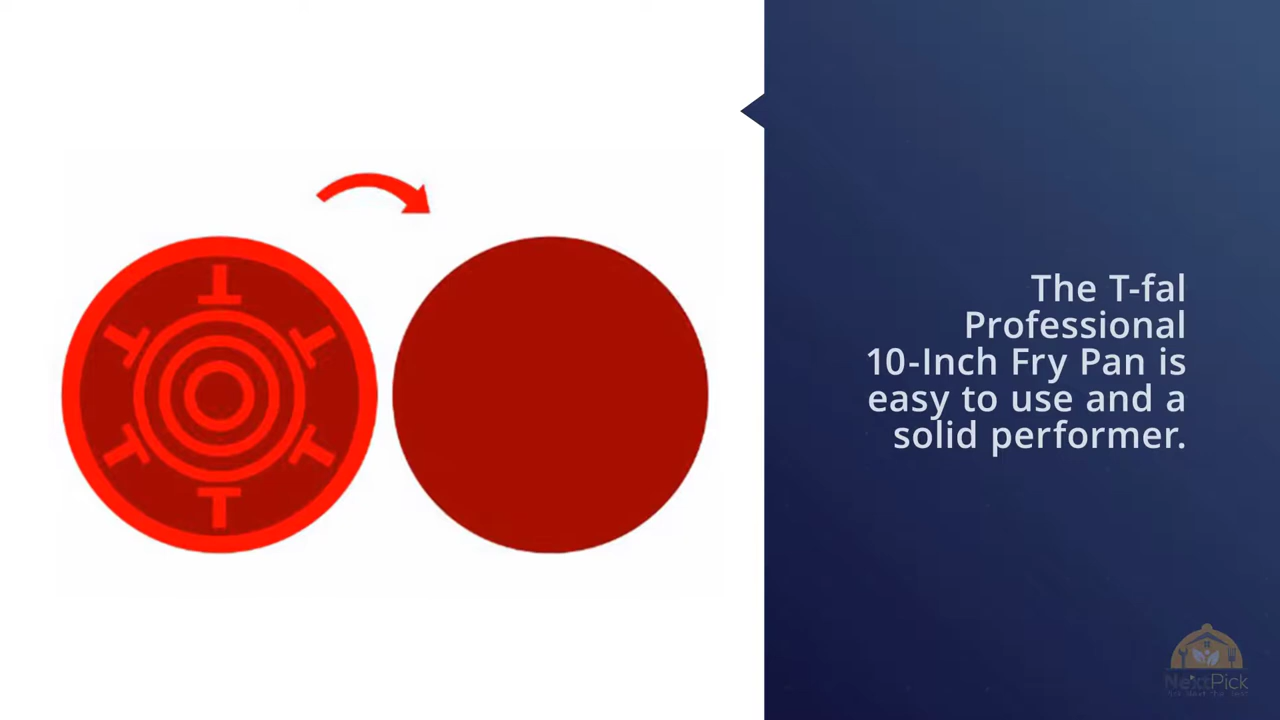 The T-fal
Professional
10-Inch Fry Pan is
easy to use and a
solid performer.
NextPick